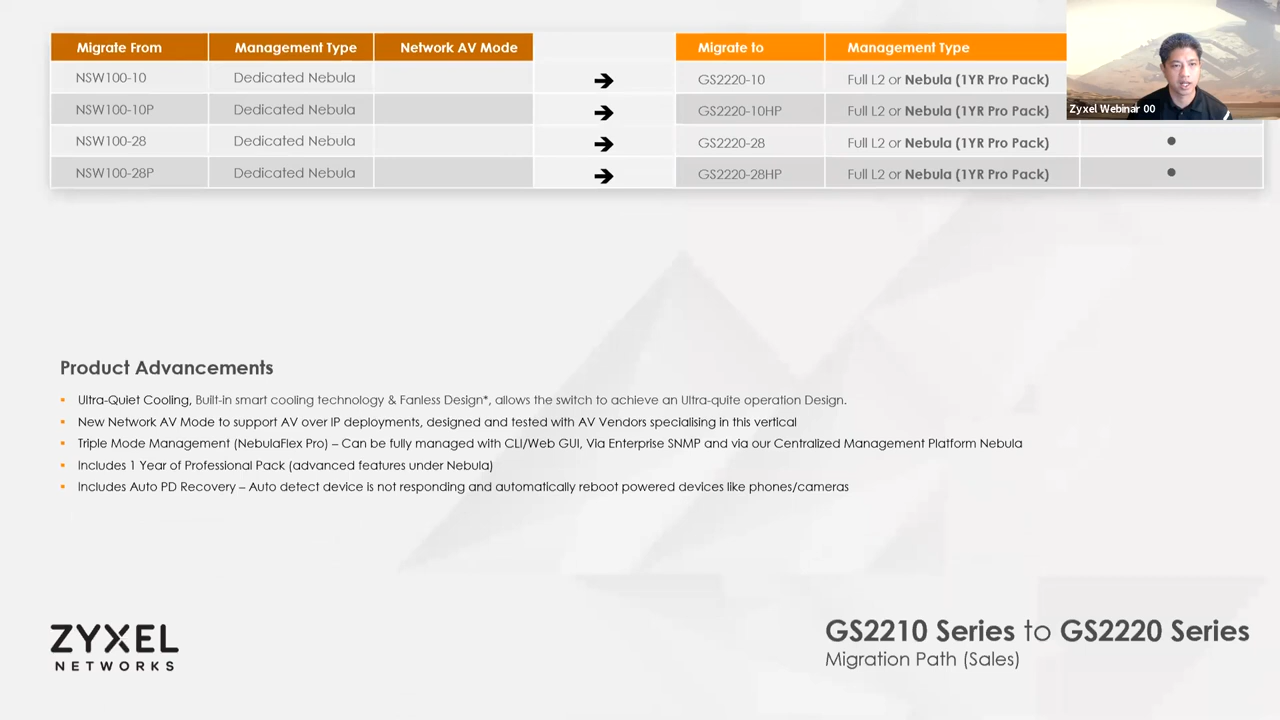 Migrate From Management Type Network AV Mode Migrate to Management Type
NSW100-10 Dedicated Nebula ➔ GS2220-10 Full L2 or Nebula (1YR Pro Pack)
NSW100-10P Dedicated Nebula ➔ GS2220-10HP Full L2 or Nebula (1YR Pro Pack)
Zyxel Webinar 00
NSW100-28 Dedicated Nebula ➔ GS2220-28 Full L2 or Nebula (1YR Pro Pack) ●
NSW100-28P Dedicated Nebula ➔ GS2220-28HP Full L2 or Nebula (1YR Pro Pack) ●
Product Advancements
▪ Ultra-Quiet Cooling, Built-in smart cooling technology & Fanless Design*, allows the switch to achieve an Ultra-quite operation Design.
▪ New Network AV Mode to support AV over IP deployments, designed and tested with AV Vendors specialising in this vertical
▪ Triple Mode Management (NebulaFlex Pro) – Can be fully managed with CLI/Web GUI, Via Enterprise SNMP and via our Centralized Management Platform Nebula
▪ Includes 1 Year of Professional Pack (advanced features under Nebula)
▪ Includes Auto PD Recovery – Auto detect device is not responding and automatically reboot powered devices like phones/cameras
ZYXEL
NETWORKS
GS2210 Series to GS2220 Series
Migration Path (Sales)